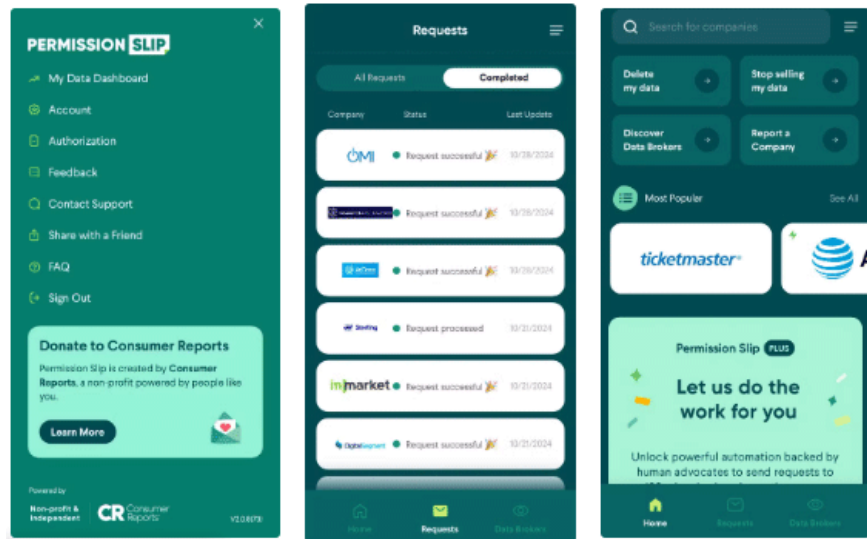 PERMISSION SLIP
My Data Dashboard
Account
Authorization
Feedback
Contact Support
Share with a Friend
FAQ
Sign Out
Donate to Consumer Reports
Permission Slip is created by Consumer
Reports, a non-profit powered by people like
you.
Learn More
Powered by
Non-profit &
Independent
CR Consumer
Reports
Requests
All Requests
Completed
Company
Status
Last Update
OMI
Request successful
10/28/2024
Request successful
10/28/2024
Request successful
10/28/2024
Sterling
Request processed
10/21/2024
inmarket
Request successful
10/21/2024
Request successful
10/21/2024
Home
Requests
Data Brokers
Search for companies
Delete
my data
Stop selling
my data
Discover
Data Brokers
Report a
Company
Most Popular
See All
ticketmaster
A
Permission Slip PLUS
Let us do the
work for you
Unlock powerful automation backed by
human advocates to send requests to
Home
Requests
Data Brokers